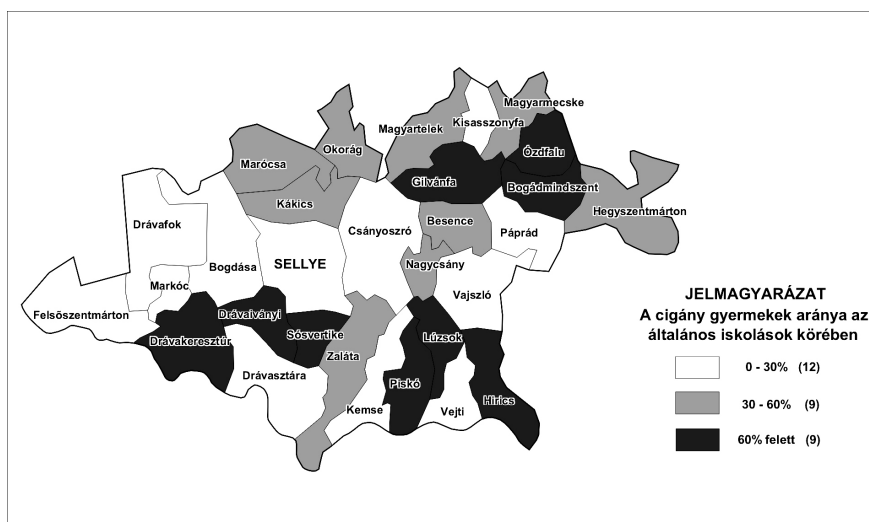 Magyarmecske
Kisasszonyfa
Magyartelek
Okorág
Ózdfalu
Marócsa
Gilvánfa
Bogádmindszent
Kákics
Hegyszentmárton
Besence
Drávafok
Csányoszró
Páprád
SELLYE
Bogdása
Nagycsány
Markóc
Vajszló
Felsöszentmárton
Drávaiványi
Sósvertike
Lúzsok
Drávakeresztúr
Zaláta
Drávasztára
Piskó
Hirics
Kemse
Vejti
JELMAGYARÁZAT
A cigány gyermekek aránya az
általános iskolások körében
0 - 30% (12)
30 - 60% (9)
60% felett (9)